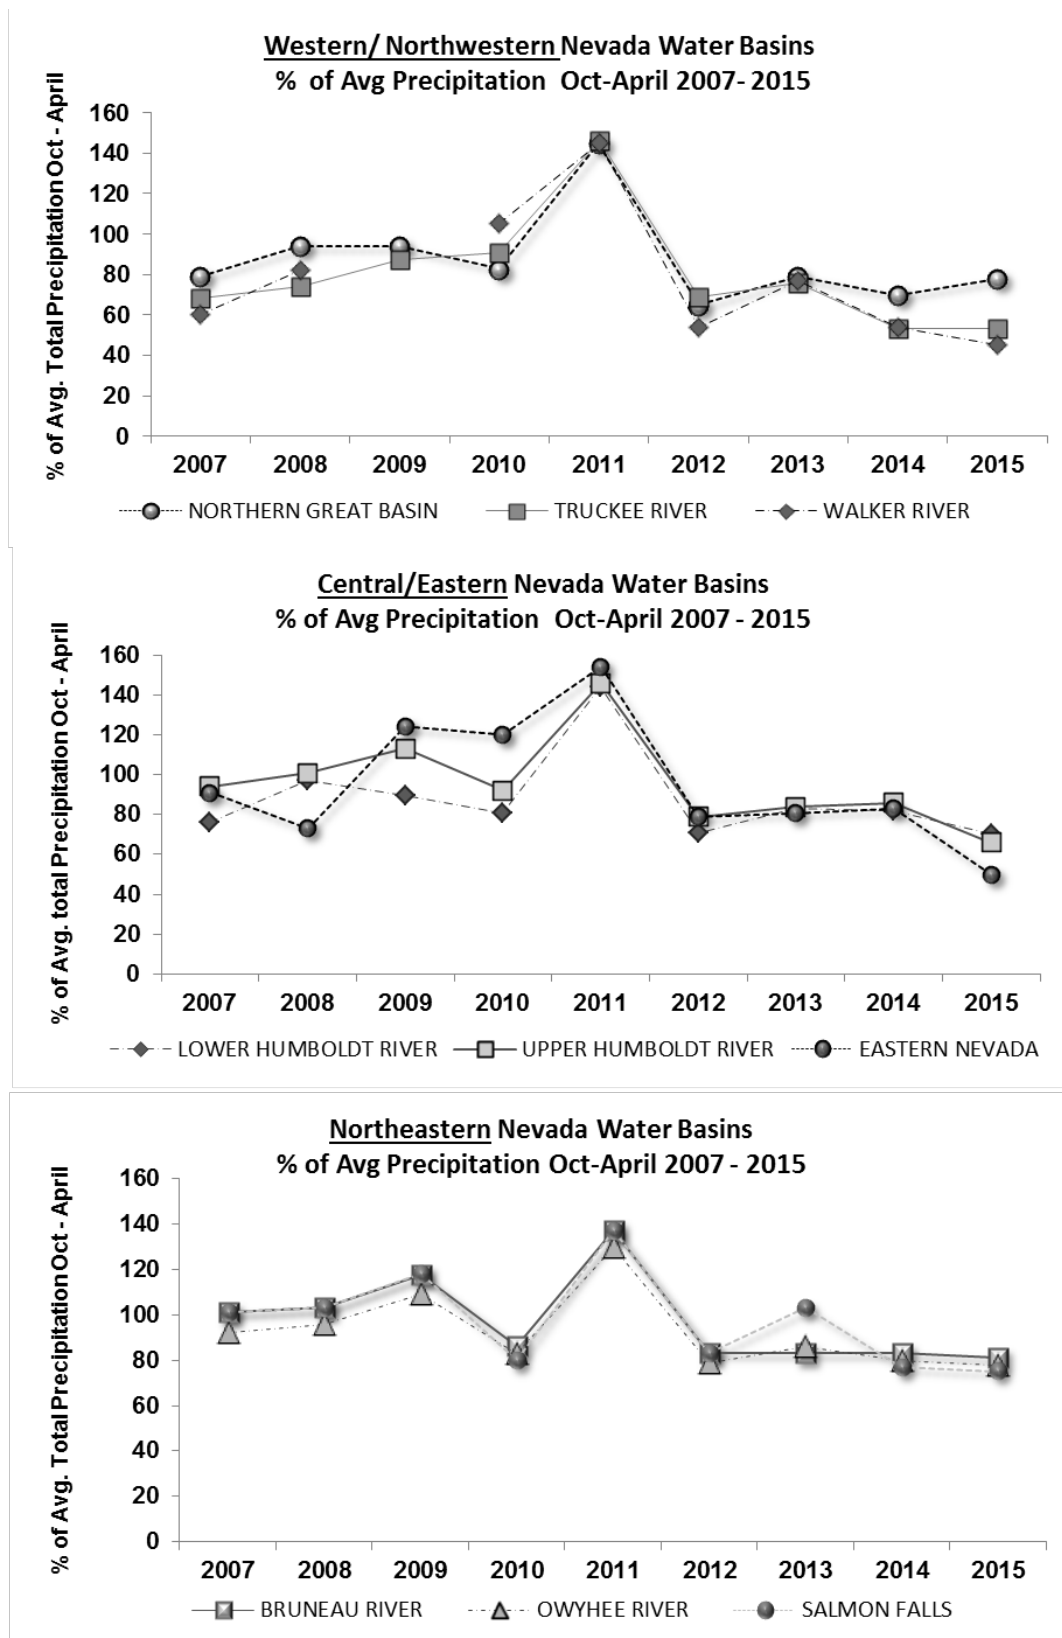 Western/ Northwestern Nevada Water Basins
% of Avg Precipitation Oct-April 2007- 2015
% of Avg. Total Precipitation Oct - April
160
140
120
100
80
60
40
20
0
2007 2008 2009 2010 2011 2012 2013 2014 2015
NORTHERN GREAT BASIN TRUCKEE RIVER WALKER RIVER
Central/Eastern Nevada Water Basins
% of Avg Precipitation Oct-April 2007 - 2015
% of Avg. total Precipitation Oct - April
160
140
120
100
80
60
40
20
0
2007 2008 2009 2010 2011 2012 2013 2014 2015
LOWER HUMBOLDT RIVER UPPER HUMBOLDT RIVER EASTERN NEVADA
Northeastern Nevada Water Basins
% of Avg Precipitation Oct-April 2007 - 2015
% of Avg. Total Precipitation Oct - April
160
140
120
100
80
60
40
20
0
2007 2008 2009 2010 2011 2012 2013 2014 2015
BRUNEAU RIVER OWYHEE RIVER SALMON FALLS